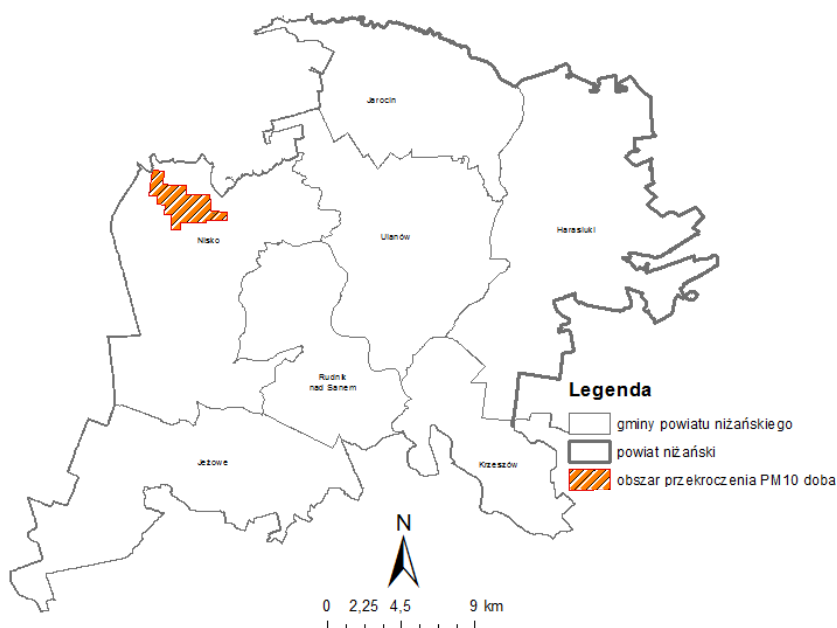 Jarocin
Nisko
Ulanów
Harasiuki
Rudnik
nad Sanem
Jeżowe
Krzeszów
Legenda
gminy powiatu niżańskiego
powiat niżański
obszar przekroczenia PM10 doba
N
0 2,25 4,5 9 km